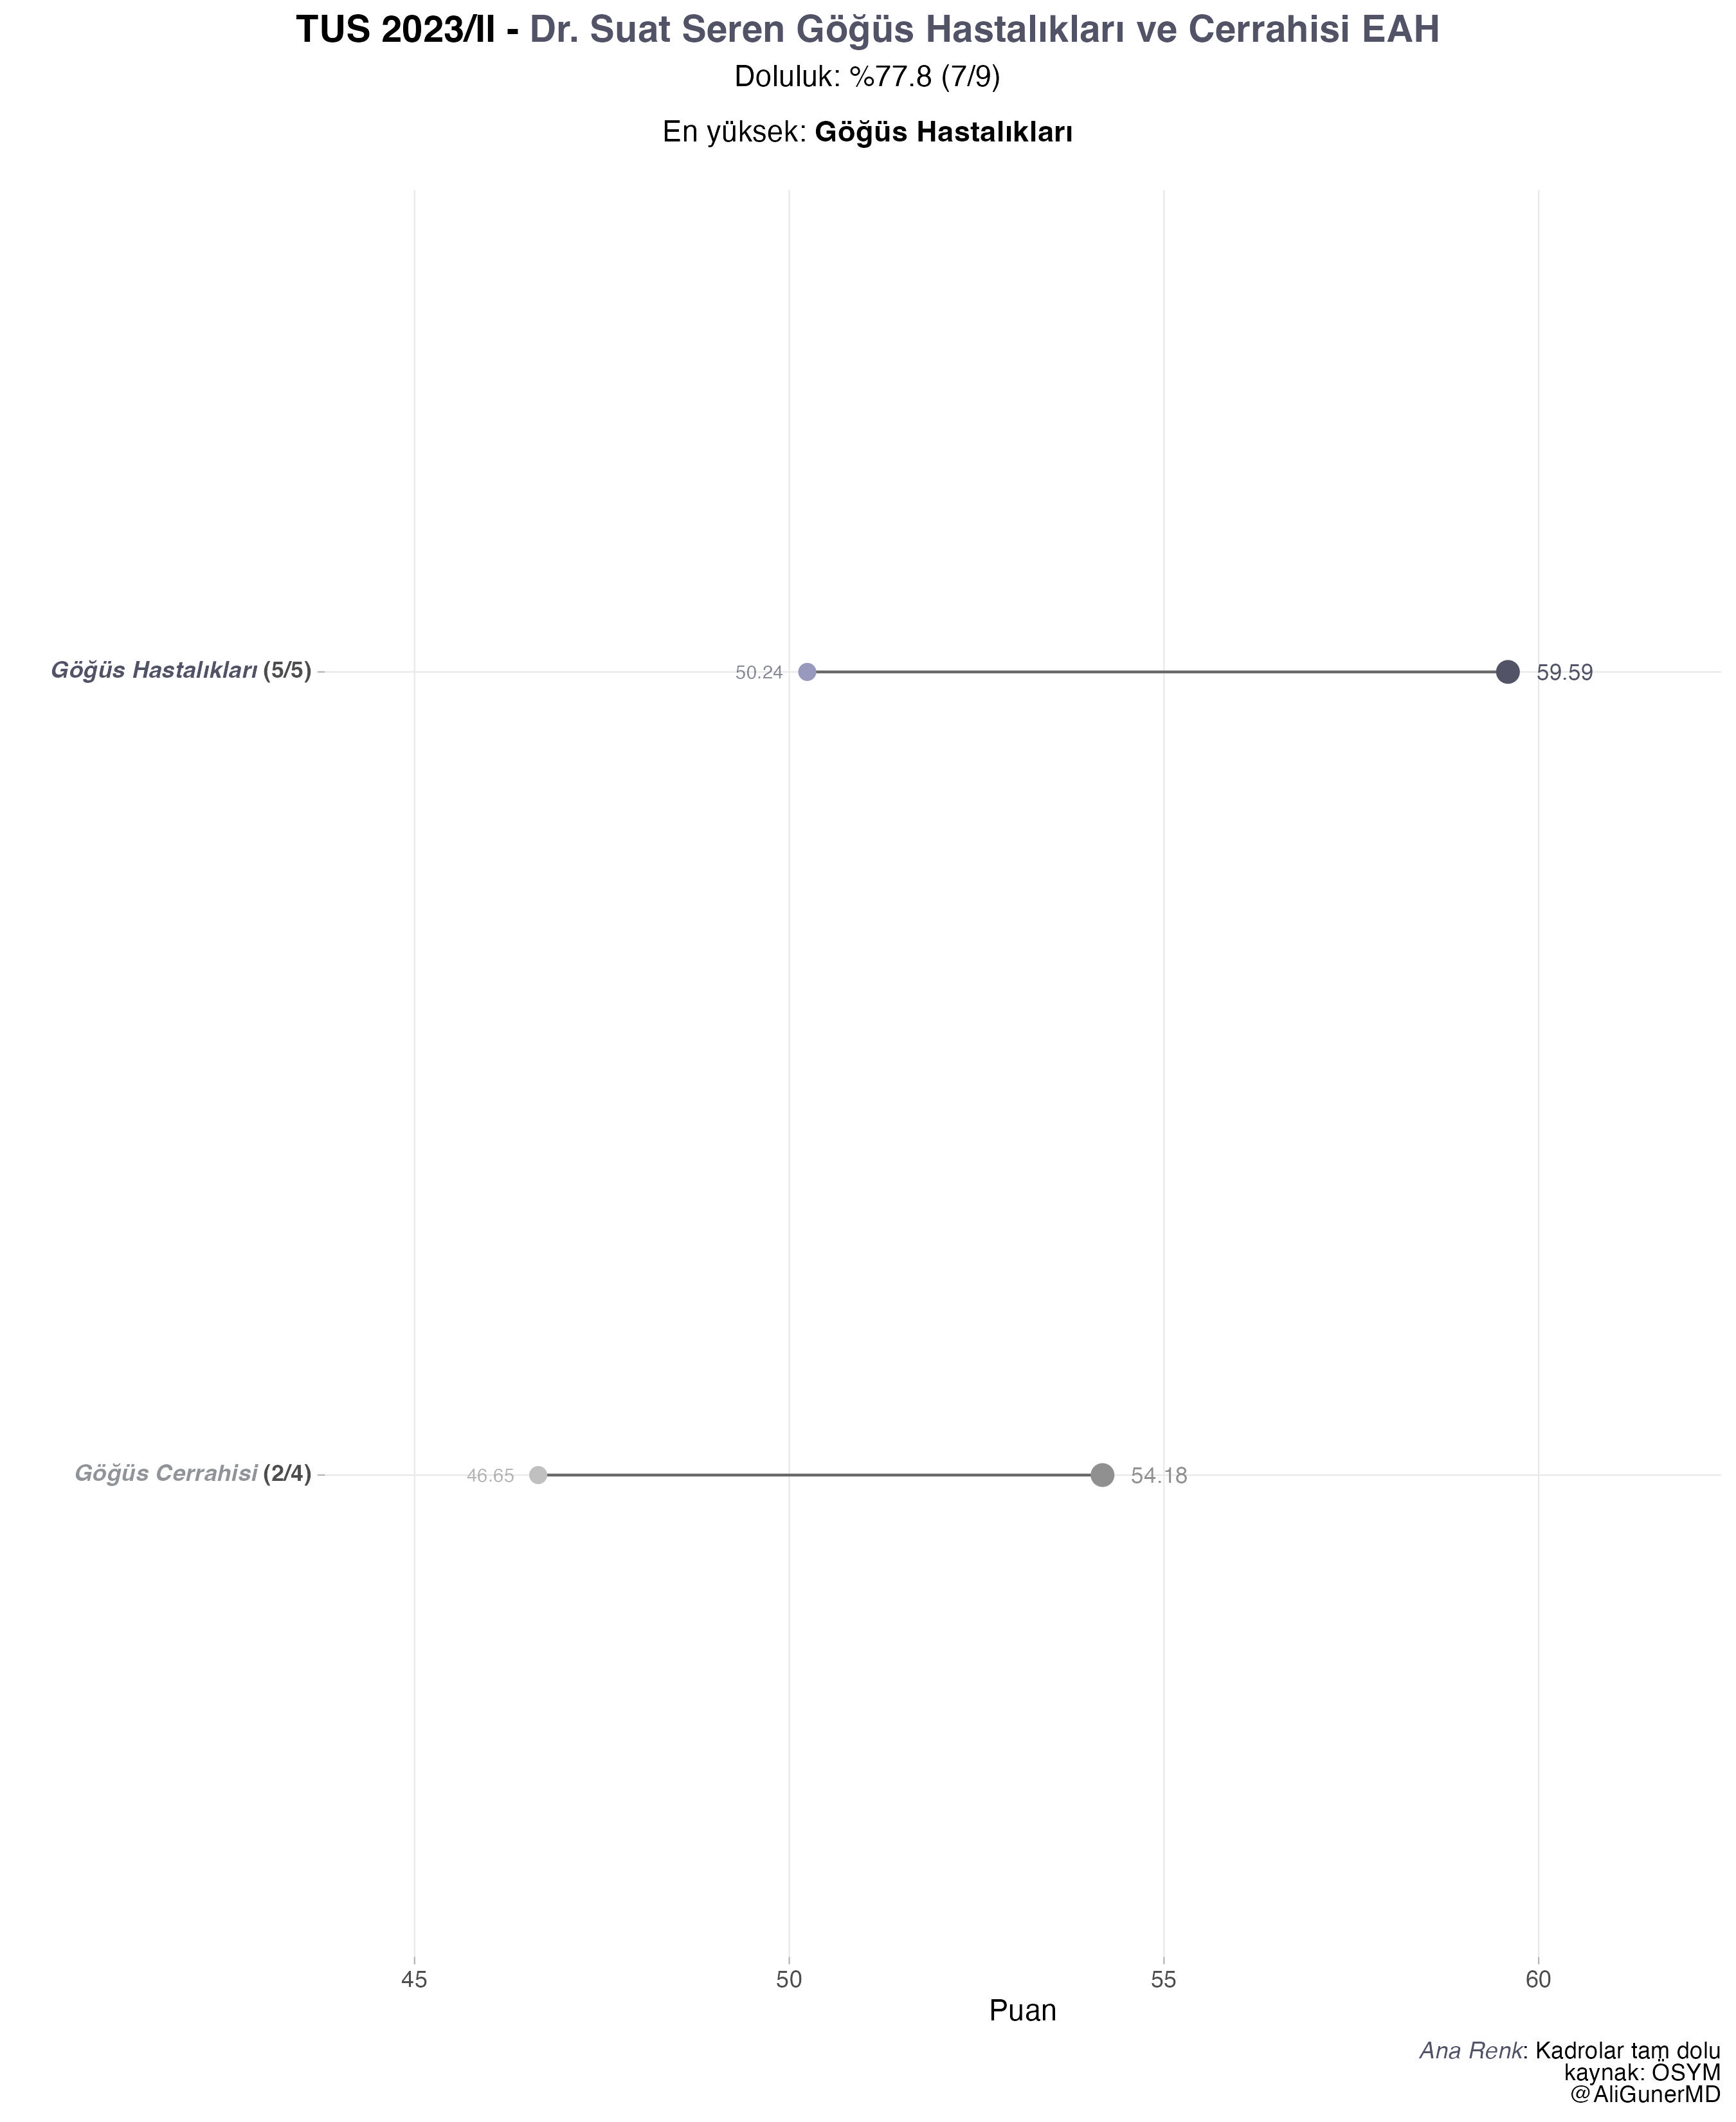 TUS 2023/II - Dr. Suat Seren Göğüs Hastalıkları ve Cerrahisi EAH
Doluluk: %77.8 (7/9)
En yüksek: Göğüs Hastalıkları
Göğüs Hastalıkları (5/5)
50.24
59.59
Göğüs Cerrahisi (2/4)
46.65
54.18
45
50
55
60
Puan
Ana Renk: Kadrolar tam dolu
kaynak: ÖSYM
@AliGunerMD